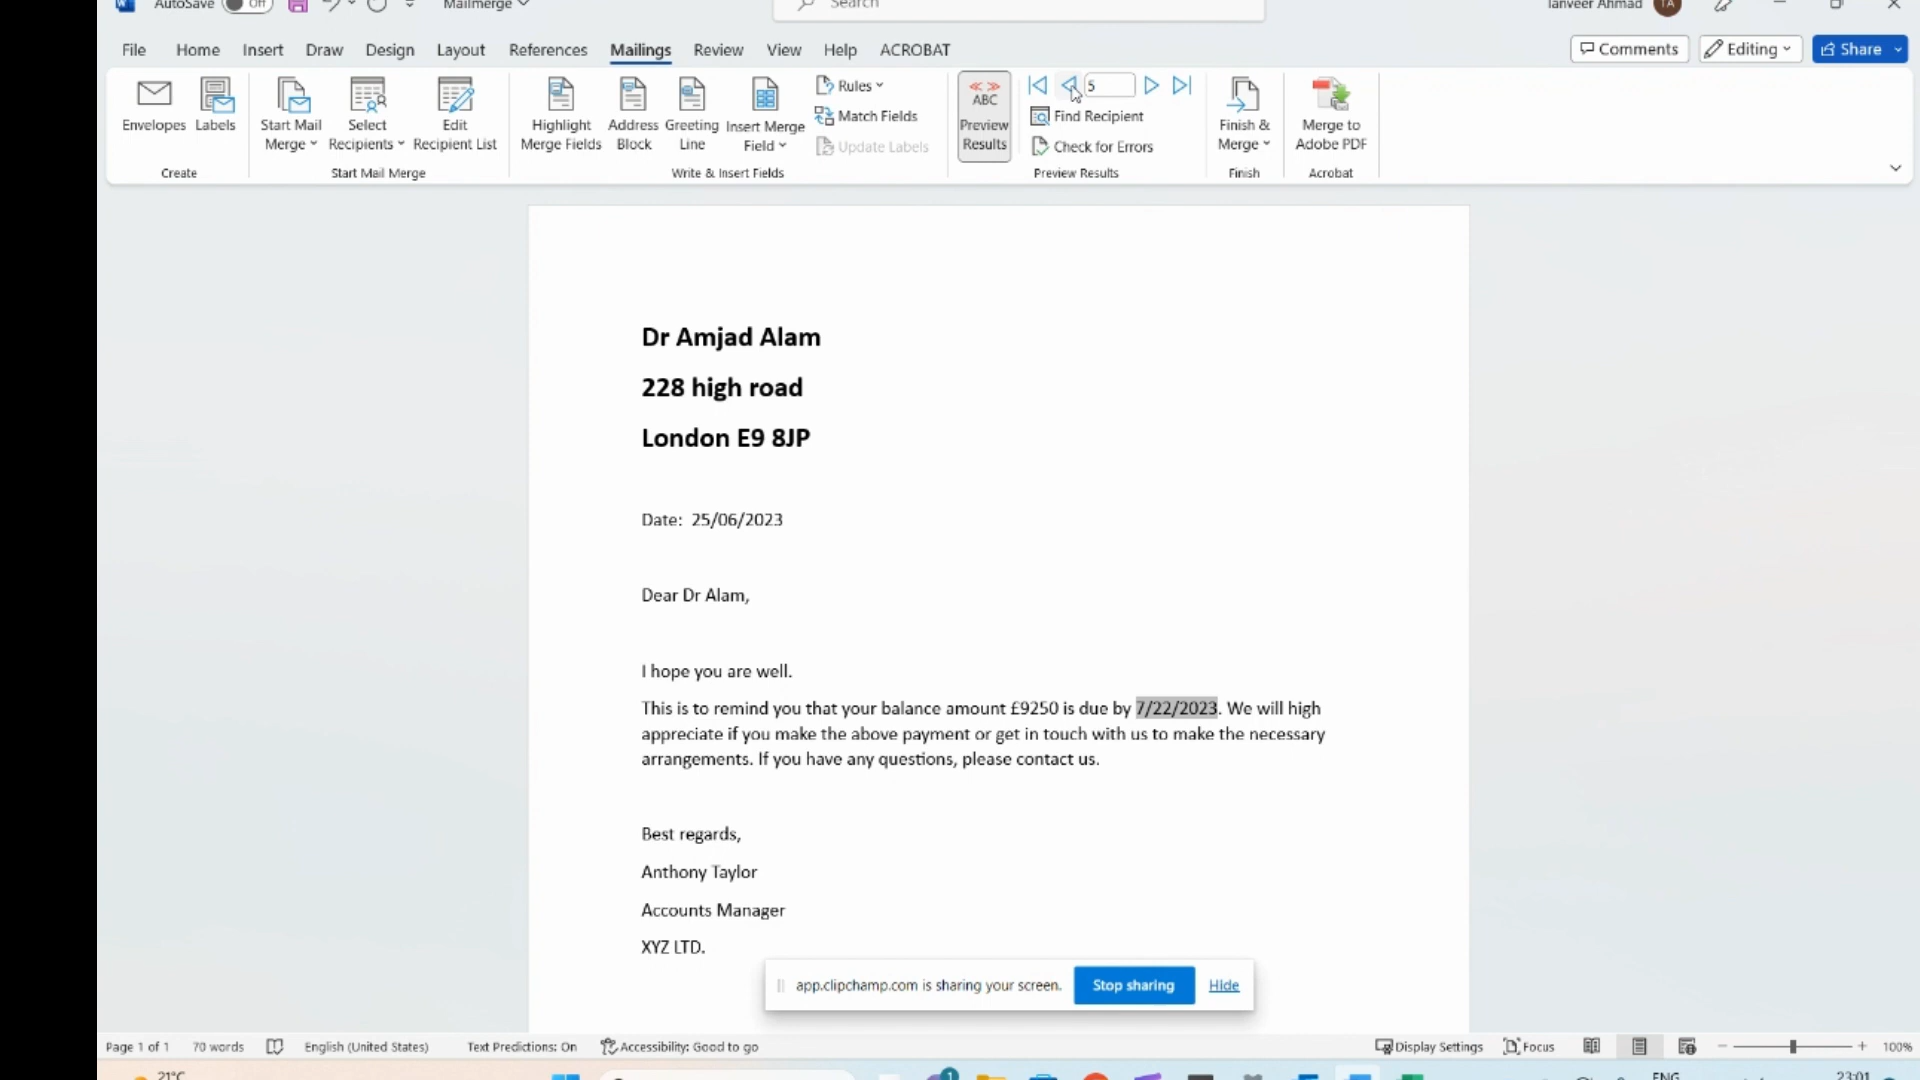 AutoSave Off Mailmerge Search Tanveer Ahmad TA
File Home Insert Draw Design Layout References Mailings Review View Help ACROBAT Comments Editing Share
Envelopes Labels
Create
Start Mail Merge Select Recipients Edit Recipient List
Start Mail Merge
Highlight Merge Fields Address Block Greeting Line Insert Merge Field
Rules
Match Fields
Update Labels
Write & Insert Fields
ABC
Preview Results
5
Find Recipient
Check for Errors
Preview Results
Finish & Merge
Finish
Merge to Adobe PDF
Acrobat
Dr Amjad Alam
228 high road
London E9 8JP
Date: 25/06/2023
Dear Dr Alam,
I hope you are well.
This is to remind you that your balance amount £9250 is due by 7/22/2023. We will high
appreciate if you make the above payment or get in touch with us to make the necessary
arrangements. If you have any questions, please contact us.
Best regards,
Anthony Taylor
Accounts Manager
XYZ LTD.
app.clipchamp.com is sharing your screen. Stop sharing Hide
Page 1 of 1 70 words English (United States) Text Predictions: On Accessibility: Good to go Display Settings Focus 100%
21°C 1 ENG 23:01